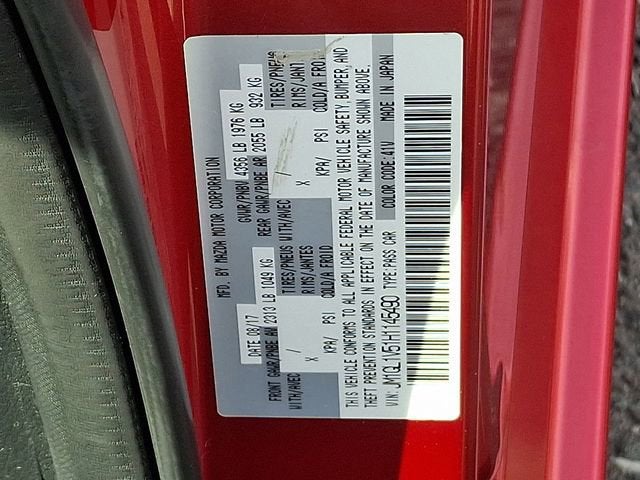 MFD. BY MAZDA MOTOR CORPORATION
DATE 08/17 GVWR/PNBV 4356 LB 1976 KG
FRONT GAWR/PNBE AV 2313 LB 1049 KG REAR GAWR/PNBE AR 2055 LB 932 KG
WITH/AVEC / TIRES/PNEUS WITH/AVEC / TIRES/PNEUS
X RIMS/JANTES X RIMS/JANT
KPA/ PSI COLD/A FROID KPA/ PSI COLD/A FROI
THIS VEHICLE CONFORMS TO ALL APPLICABLE FEDERAL MOTOR VEHICLE SAFETY, BUMPER, AND
THEFT PREVENTION STANDARDS IN EFFECT ON THE DATE OF MANUFACTURE SHOWN ABOVE.
VIN: JM1GL1V51H1145490 TYPE:PASS CAR COLOR CODE:41V MADE IN JAPAN